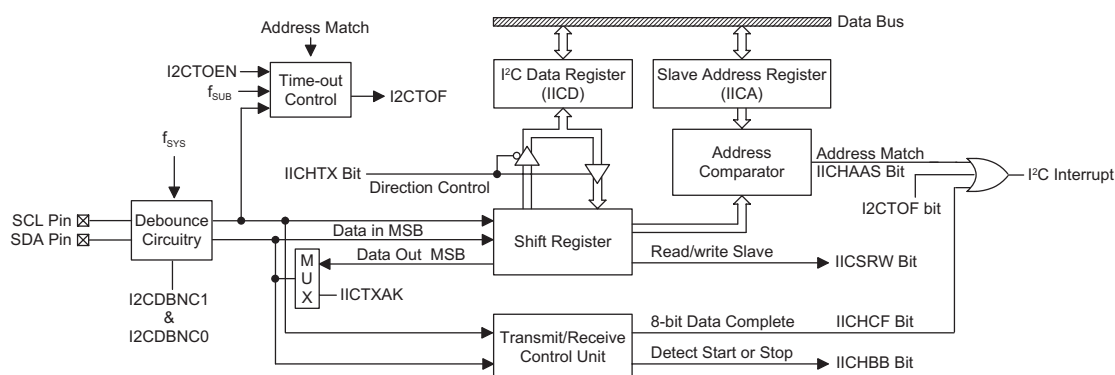 Data Bus
Address Match
I2CTOEN
fSUB
Time-out
Control
I2CTOF
I²C Data Register
(IICD)
Slave Address Register
(IICA)
fSYS
IICHTX Bit
Direction Control
Address
Comparator
Address Match
IICHAAS Bit
I²C Interrupt
I2CTOF bit
SCL Pin
SDA Pin
Debounce
Circuitry
Data in MSB
Shift Register
Data Out MSB
Read/write Slave
IICSRW Bit
MUX
IICTXAK
I2CDBNC1
&
I2CDBNC0
Transmit/Receive
Control Unit
8-bit Data Complete
IICHCF Bit
Detect Start or Stop
IICHBB Bit